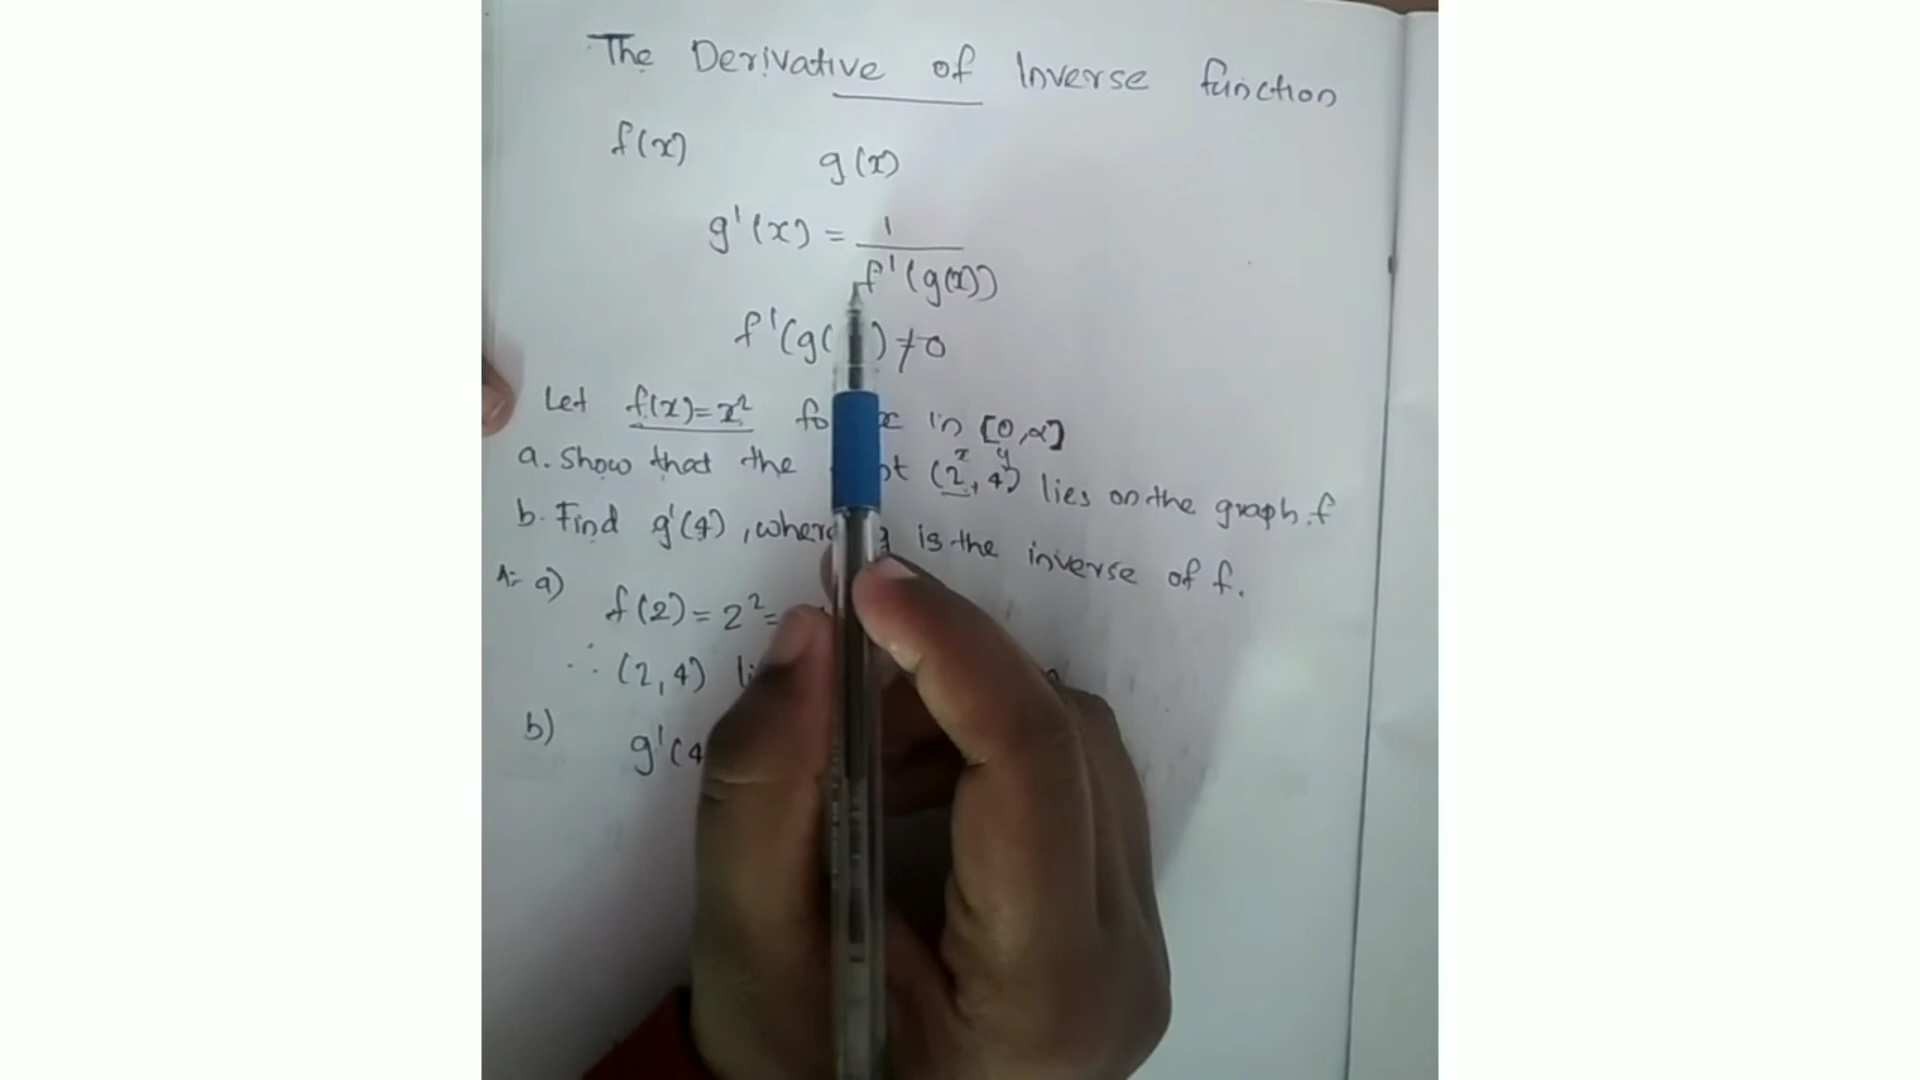 The Derivative of Inverse function
f(x) g(x)
g'(x) = 1/f'(g(x))
f'(g( ) ≠ 0
Let f(x)=x² in [0,∝]
x y
a. Show that the (2,4) lies on the graph.f
b. Find g'(4), where g is the inverse of f.
A:- a) f(2) = 2² =
∴ (2,4)
b) g'(4